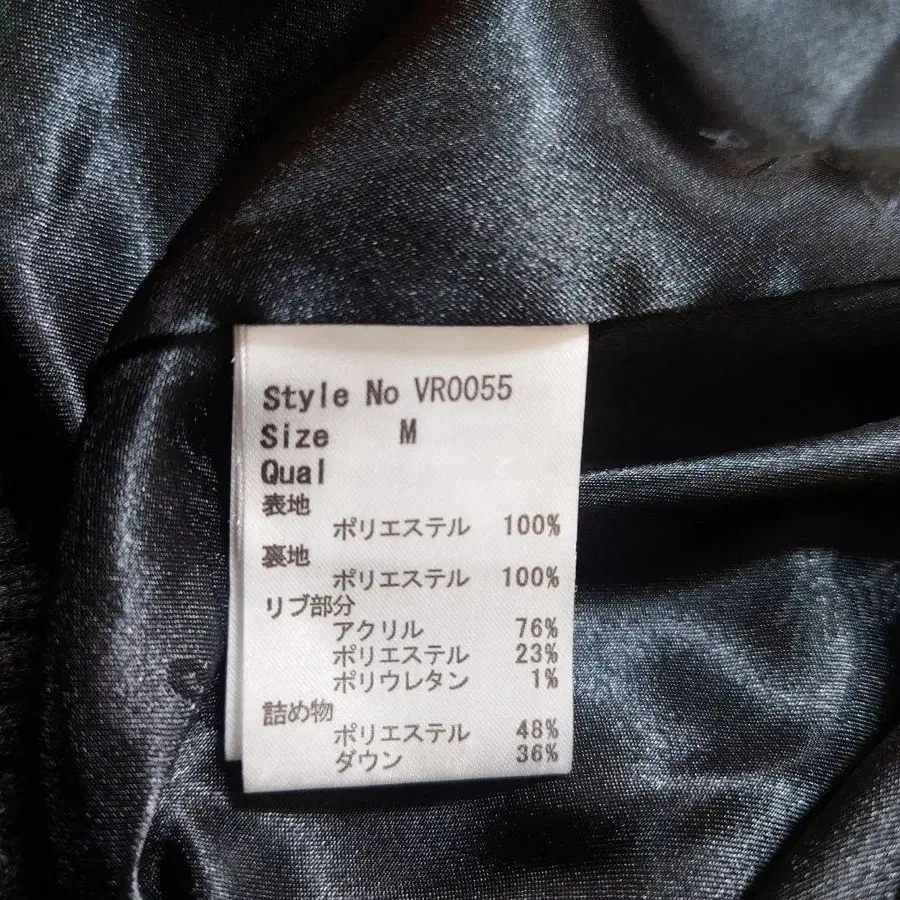 Style No VR0055
Size M
Qual
表地
ポリエステル 100%
裏地
ポリエステル 100%
リブ部分
アクリル 76%
ポリエステル 23%
ポリウレタン 1%
詰め物
ポリエステル 48%
ダウン 36%